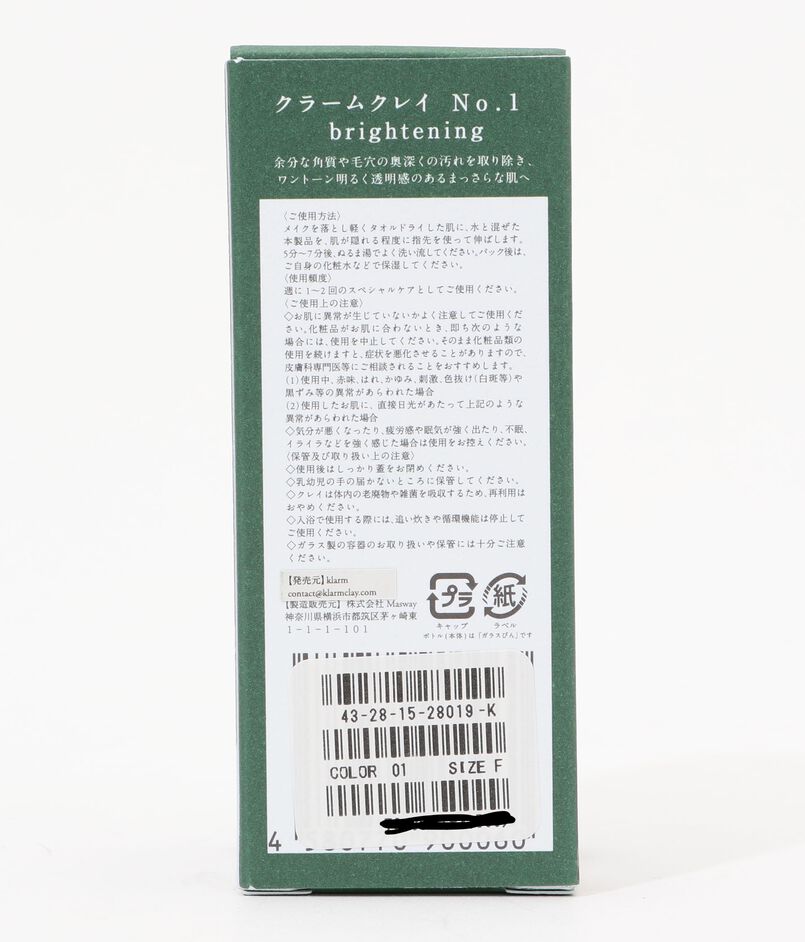 クラームクレイ No.1
brightening
余分な角質や毛穴の奥深くの汚れを取り除き、
ワントーン明るく透明感のあるまっさらな肌へ
〈ご使用方法〉
メイクを落とし軽くタオルドライした肌に、水と混ぜた
本製品を、肌が隠れる程度に指先を使って伸ばします。
5分〜7分後、ぬるま湯でよく洗い流してください。パック後は、
ご自身の化粧水などで保湿してください。
〈使用頻度〉
週に1〜2回のスペシャルケアとしてご使用ください。
〈ご使用上の注意〉
◇お肌に異常が生じていないかよく注意してご使用くだ
さい。化粧品がお肌に合わないとき、即ち次のような
場合には、使用を中止してください。そのまま化粧品類の
使用を続けますと、症状を悪化させることがありますので、
皮膚科専門医等にご相談されることをおすすめします。
(1)使用中、赤味、はれ、かゆみ、刺激、色抜け(白斑等)や
黒ずみ等の異常があらわれた場合
(2)使用したお肌に、直接日光があたって上記のような
異常があらわれた場合
◇気分が悪くなったり、疲労感や眠気が強く出たり、不眠、
イライラなどを強く感じた場合は使用をお控えください。
〈保管及び取り扱い上の注意〉
◇使用後はしっかり蓋をお閉めください。
◇乳幼児の手の届かないところに保管してください。
◇クレイは体内の老廃物や雑菌を吸収するため、再利用は
おやめください。
◇入浴で使用する際には、追い炊きや循環機能は停止して
ご使用ください。
◇ガラス製の容器のお取り扱いや保管には十分ご注意
ください。
【発売元】klarm
contact@klarmclay.com
【製造販売元】株式会社 Masway
神奈川県横浜市都筑区茅ヶ崎東
1-1-1-101
プラ
紙
キャップ
ラベル
ボトル(本体)は「ガラスびん」です
43-28-15-28019-K
COLOR 01 SIZE F